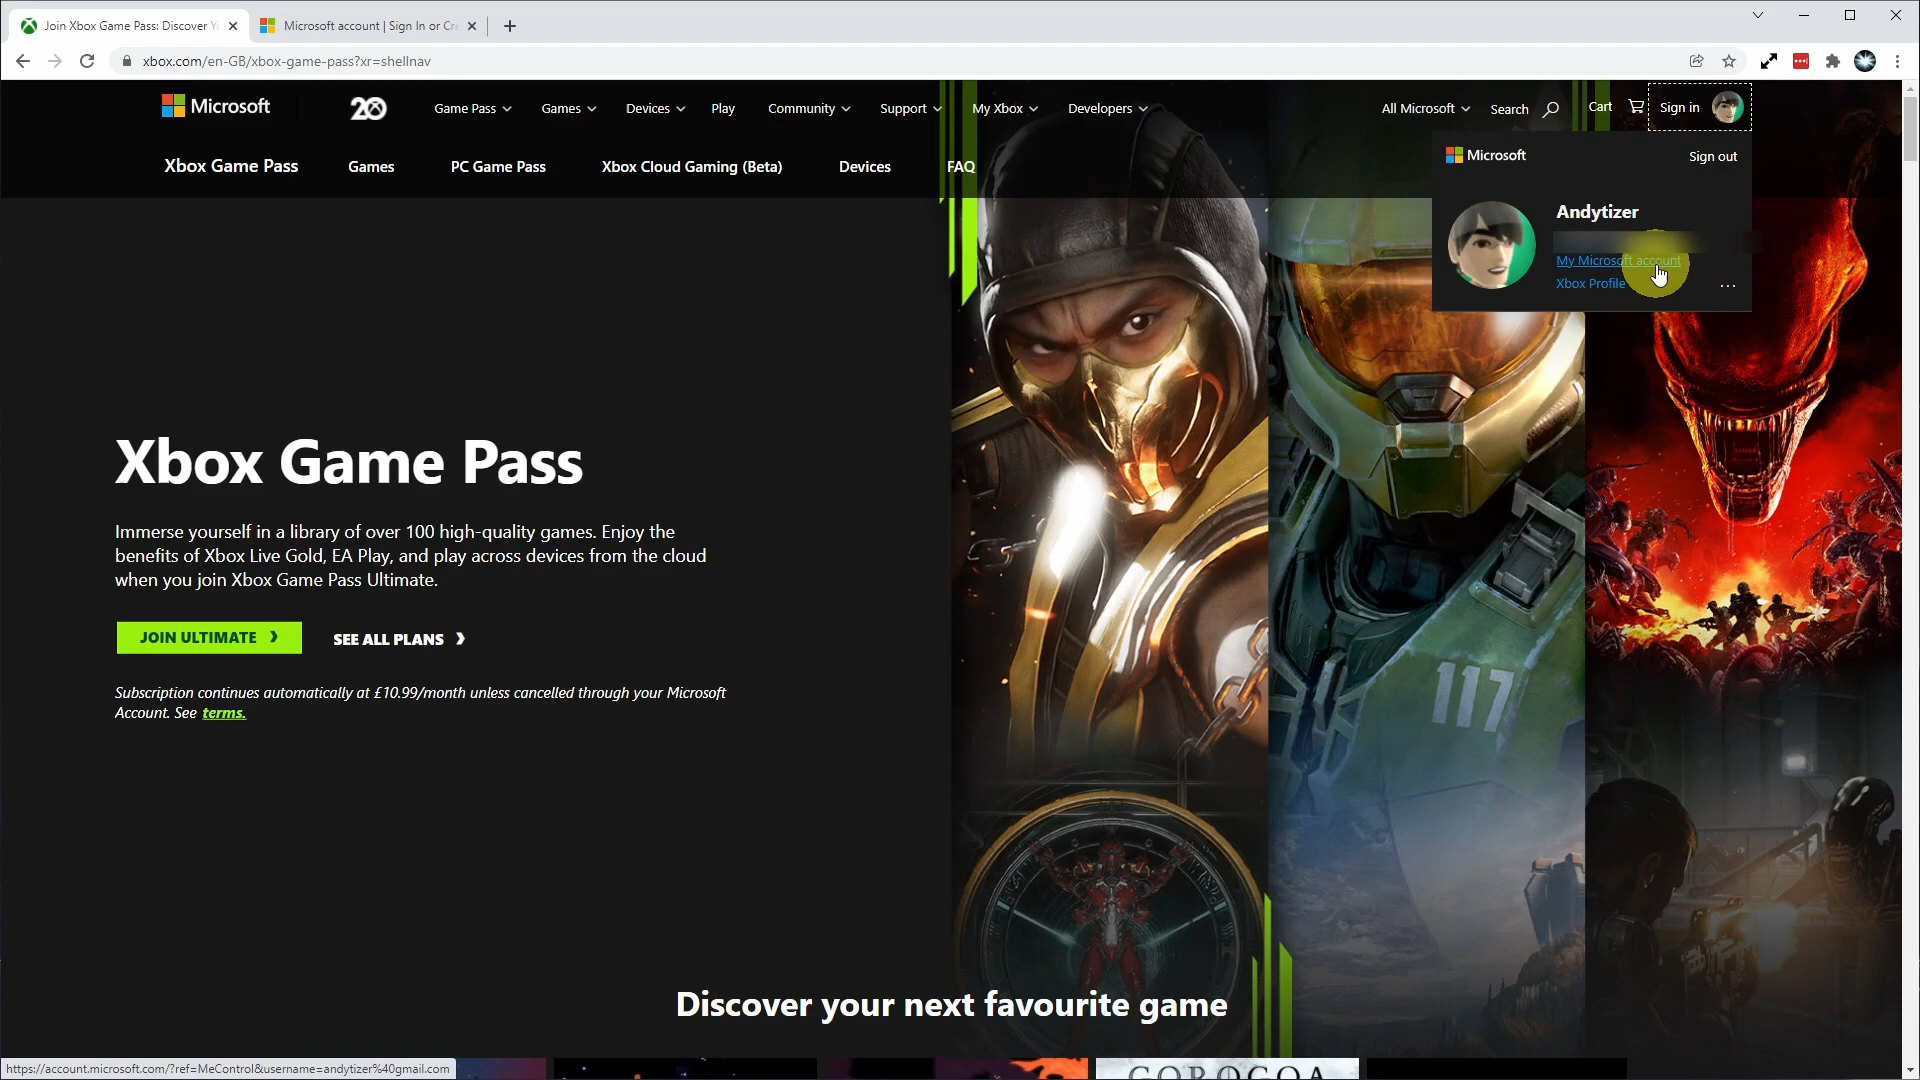 Join Xbox Game Pass: Discover Y
Microsoft account | Sign In or Cre
xbox.com/en-GB/xbox-game-pass?xr=shellnav
Microsoft
20
Game Pass
Games
Devices
Play
Community
Support
My Xbox
Developers
All Microsoft
Search
Cart
Sign in
Xbox Game Pass
Games
PC Game Pass
Xbox Cloud Gaming (Beta)
Devices
FAQ
Microsoft
Sign out
Andytizer
My Microsoft account
Xbox Profile
...
Xbox Game Pass
Immerse yourself in a library of over 100 high-quality games. Enjoy the
benefits of Xbox Live Gold, EA Play, and play across devices from the cloud
when you join Xbox Game Pass Ultimate.
JOIN ULTIMATE
SEE ALL PLANS
Subscription continues automatically at £10.99/month unless cancelled through your Microsoft
Account. See terms.
117
Discover your next favourite game
GOROGOA
https://account.microsoft.com/?ref=MeControl&username=andytizer%40gmail.com